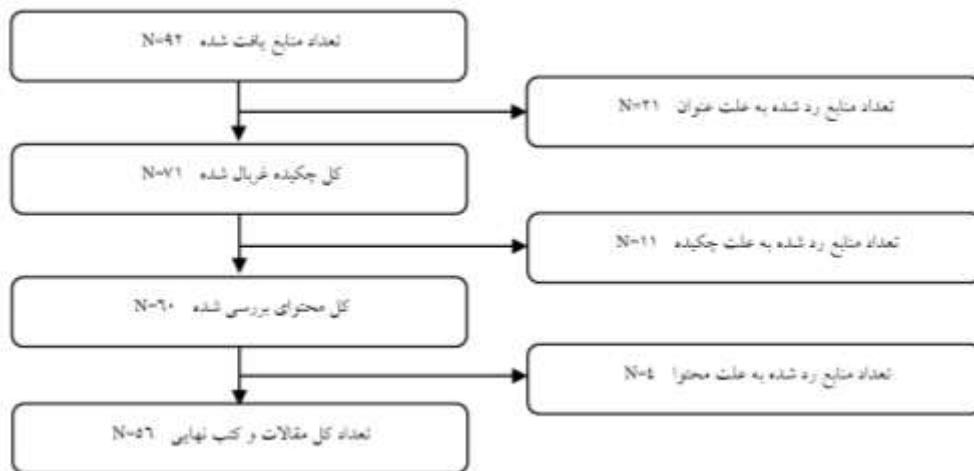 تعداد منابع یافت شده N=۹۲
تعداد منابع رد شده به علت عنوان N=۲۱
کل چکیده غربال شده N=۷۱
تعداد منابع رد شده به علت چکیده N=۱۱
کل محتوای بررسی شده N=۶۰
تعداد منابع رد شده به علت محتوا N=٤
تعداد کل مقالات و کتب نهایی N=۵۶